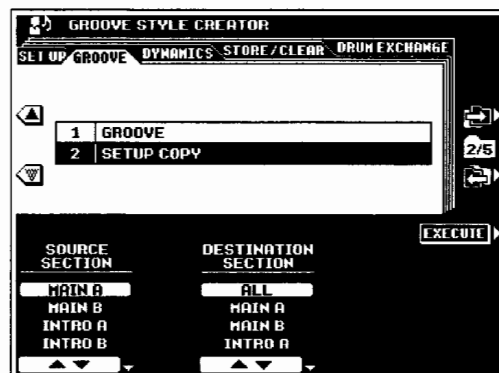 GROOVE STYLE CREATOR
SET UP GROOVE DYNAMICS STORE/CLEAR DRUM EXCHANGE
1 GROOVE
2 SETUP COPY
2/5
EXECUTE
SOURCE SECTION
DESTINATION SECTION
MAIN A ALL
MAIN B MAIN A
INTRO A MAIN B
INTRO B INTRO A